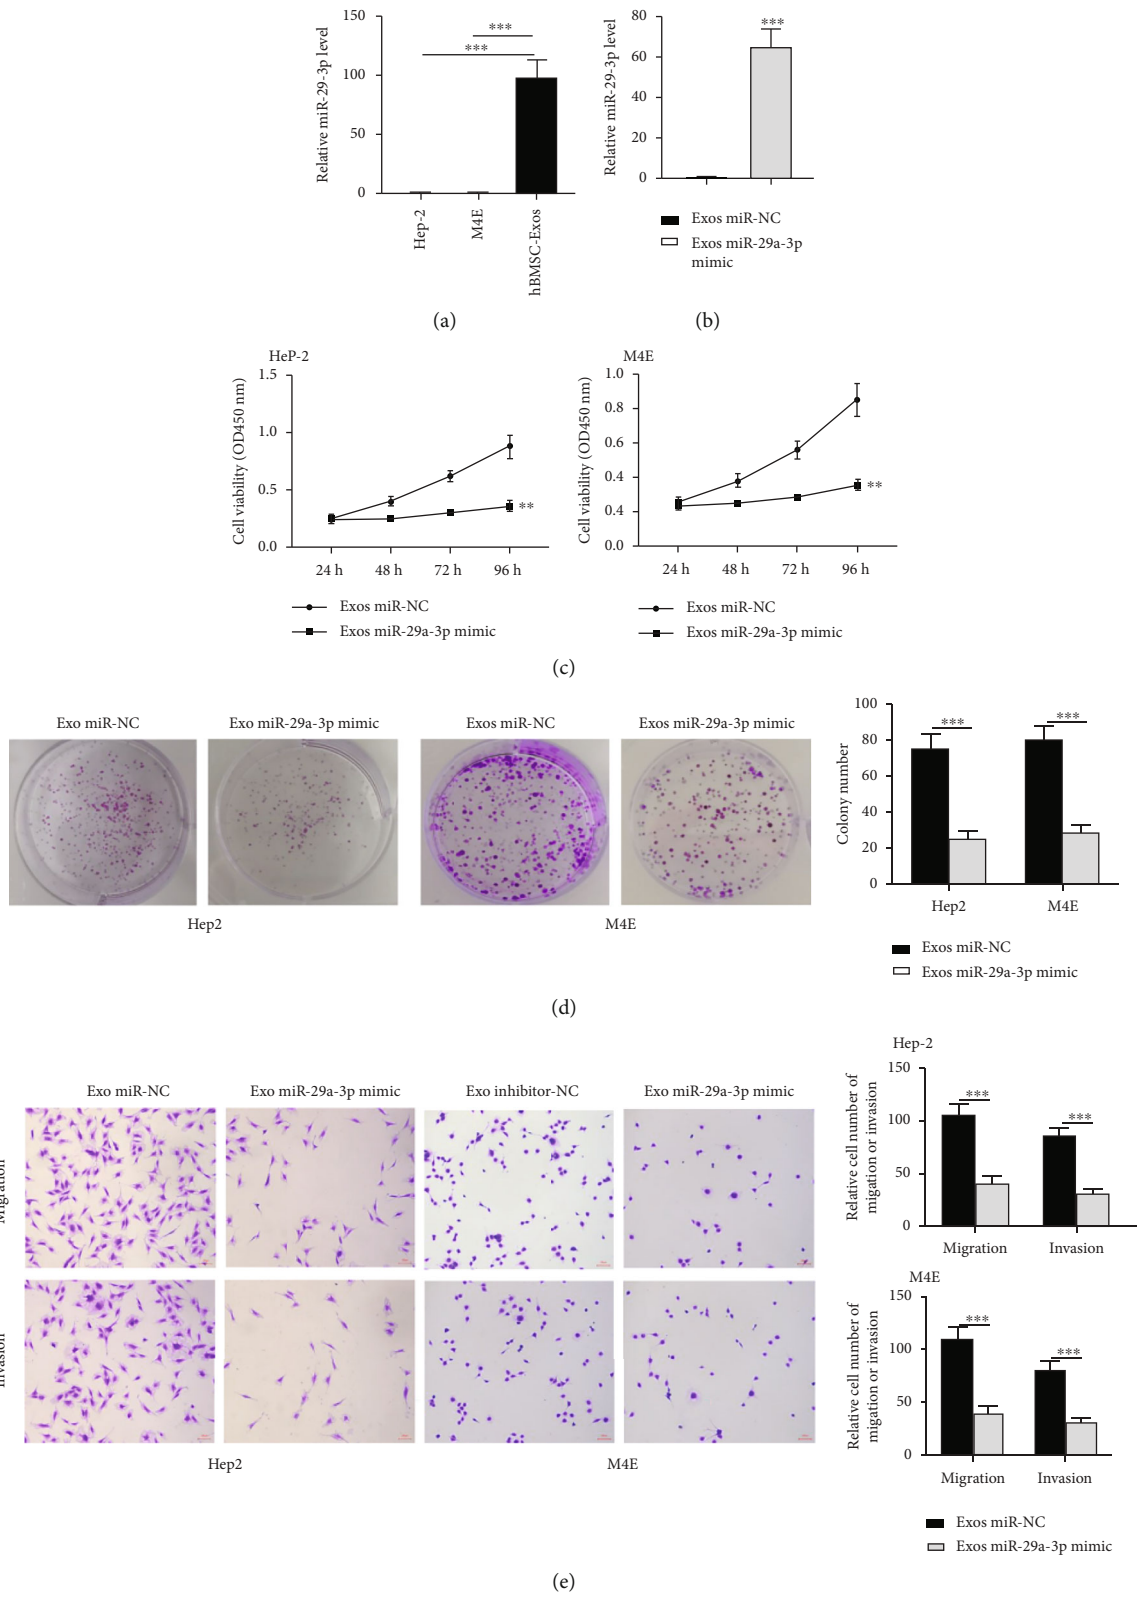 150
100
50
0
Relative miR-29-3p level
***
***
Hep-2
M4E
hBMSC-Exos
(a)
80
60
40
20
0
Relative miR-29-3p level
***
Exos miR-NC
Exos miR-29a-3p
mimic
(b)
HeP-2
1.5
1.0
0.5
0.0
Cell viability (OD450 nm)
**
24 h 48 h 72 h 96 h
Exos miR-NC
Exos miR-29a-3p mimic
M4E
1.0
0.8
0.6
0.4
0.4
0.0
Cell viability (OD450 nm)
**
24 h 48 h 72 h 96 h
Exos miR-NC
Exos miR-29a-3p mimic
(c)
Exo miR-NC Exo miR-29a-3p mimic Exos miR-NC Exos miR-29a-3p mimic
Hep2 M4E
100
80
60
40
20
0
Colony number
*** ***
Hep2 M4E
Exos miR-NC
Exos miR-29a-3p mimic
(d)
Exo miR-NC Exo miR-29a-3p mimic Exo inhibitor-NC Exo miR-29a-3p mimic
Migration
Invasion
Hep2 M4E
Hep-2
150
100
50
0
Relative cell number of
migation or invasion
*** ***
Migration Invasion
M4E
150
100
50
0
Relative cell number of
migation or invasion
*** ***
Migration Invasion
Exos miR-NC
Exos miR-29a-3p mimic
(e)